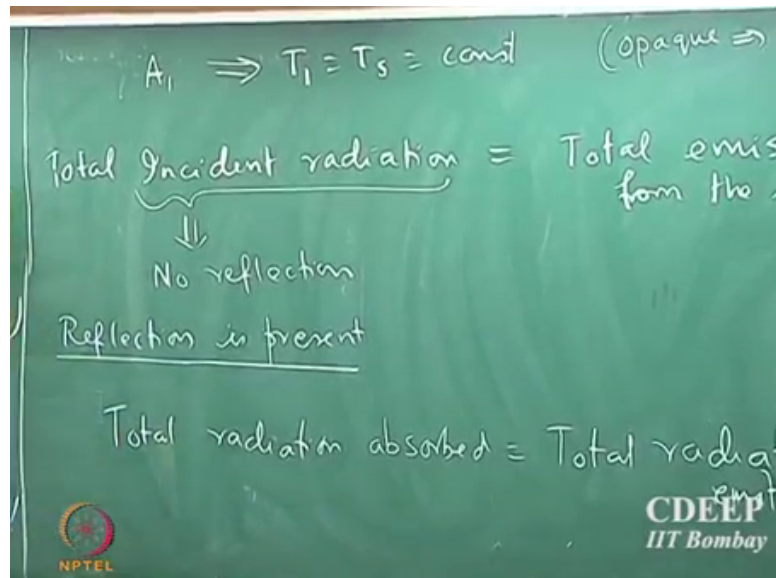 A₁ ⇒ T₁ ≡ Tₛ ≡ const (opaque ⇒
Total Incident radiation = Total emis
from the
⇓
No reflection
Reflection is present
Total radiation absorbed = Total radia
emit
NPTEL
CDEEP
IIT Bombay